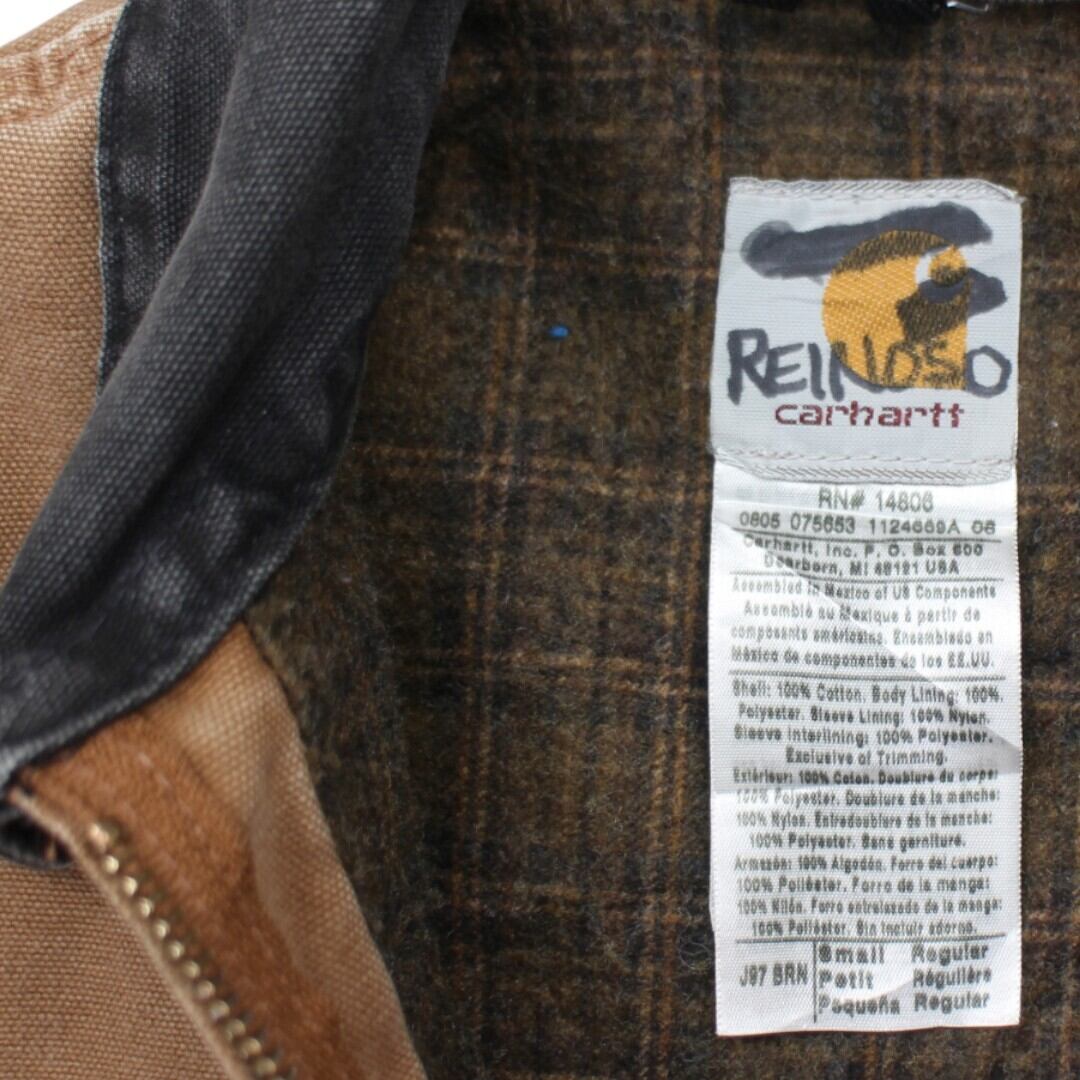 REINOSO
carhartt
RN# 14806
0805 075653 1124669A 06
Carhartt, Inc. P. O. Box 600
Dearborn, MI 48121 USA
Assembled in Mexico of US Components
Assemblé au Mexique à partir de
composants américains. Ensamblado en
México de componentes de los EE.UU.
Shell: 100% Cotton. Body Lining: 100%
Polyester. Sleeve Lining: 100% Nylon.
Sleeve Interlining: 100% Polyester.
Exclusive of Trimming.
Extérieur: 100% Coton. Doublure du corps:
100% Polyester. Doublure de la manche:
100% Nylon. Entredoublure de la manche:
100% Polyester. Sans garniture.
Armazón: 100% Algodón. Forro del cuerpo:
100% Poliéster. Forro de la manga:
100% Nilón. Forro entrelazado de la manga:
100% Poliéster. Sin incluir adorno.
J97 BRN Small Regular
Petit Régulière
Pequeña Regular